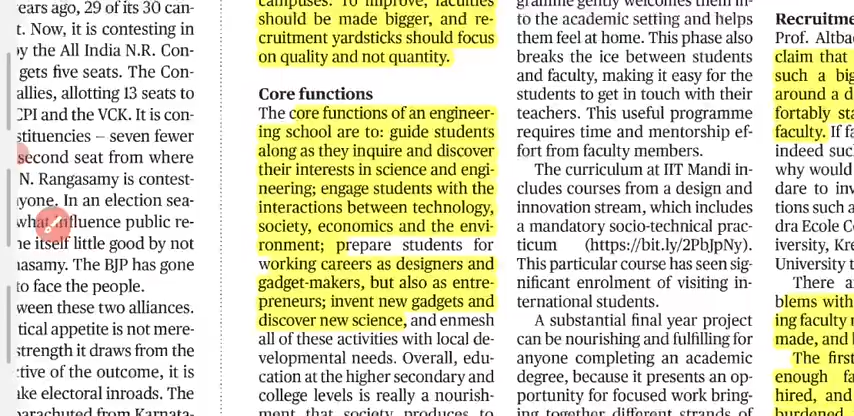 ears ago, 29 of its 30 can-
t. Now, it is contesting in
by the All India N.R. Con-
gets five seats. The Con-
allies, allotting 13 seats to
CPI and the VCK. It is con-
stituencies – seven fewer
second seat from where
N. Rangasamy is contest-
yone. In an election sea-
what influence public re-
ne itself little good by not
asamy. The BJP has gone
to face the people.
ween these two alliances.
tical appetite is not mere-
strength it draws from the
ctive of the outcome, it is
ake electoral inroads. The
parachuted from Karnata-
campuses. To improve, faculties
should be made bigger, and re-
cruitment yardsticks should focus
on quality and not quantity.
Core functions
The core functions of an engineer-
ing school are to: guide students
along as they inquire and discover
their interests in science and engi-
neering; engage students with the
interactions between technology,
society, economics and the envi-
ronment; prepare students for
working careers as designers and
gadget-makers, but also as entre-
preneurs; invent new gadgets and
discover new science, and enmesh
all of these activities with local de-
velopmental needs. Overall, edu-
cation at the higher secondary and
college levels is really a nourish-
ment that society produces to
gramme gently welcomes them in-
to the academic setting and helps
them feel at home. This phase also
breaks the ice between students
and faculty, making it easy for the
students to get in touch with their
teachers. This useful programme
requires time and mentorship ef-
fort from faculty members.
The curriculum at IIT Mandi in-
cludes courses from a design and
innovation stream, which includes
a mandatory socio-technical prac-
ticum (https://bit.ly/2PbJpNy).
This particular course has seen sig-
nificant enrolment of visiting in-
ternational students.
A substantial final year project
can be nourishing and fulfilling for
anyone completing an academic
degree, because it presents an op-
portunity for focused work bring-
ing together different strands of
Recruitme
Prof. Altba
claim that
such a big
around a d
fortably sta
faculty. If fa
indeed suc
why would
dare to inv
tions such a
dra Ecole Ce
iversity, Kre
University t
There a
blems with
ing faculty r
made, and h
The first
enough fa
hired, and
burdened